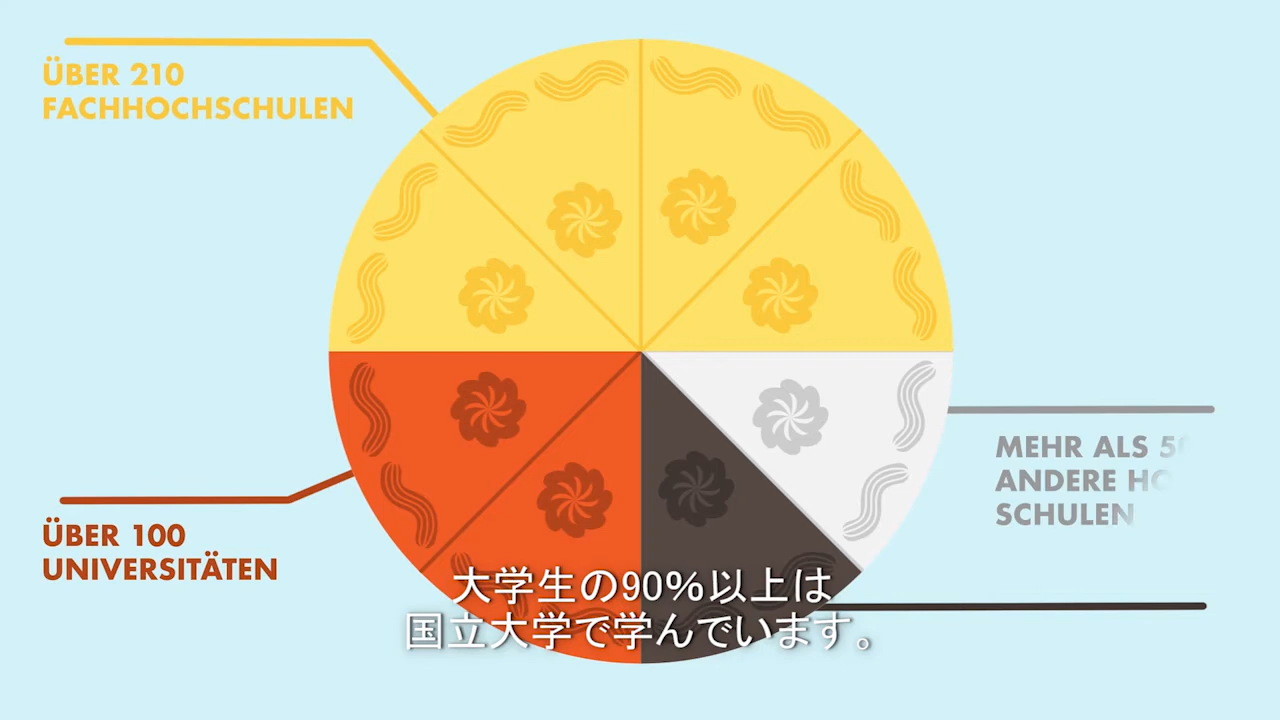 ÜBER 210
FACHHOCHSCHULEN
MEHR ALS
ANDERE
SCHULEN
ÜBER 100
UNIVERSITÄTEN
大学生の90%以上は
国立大学で学んでいます。